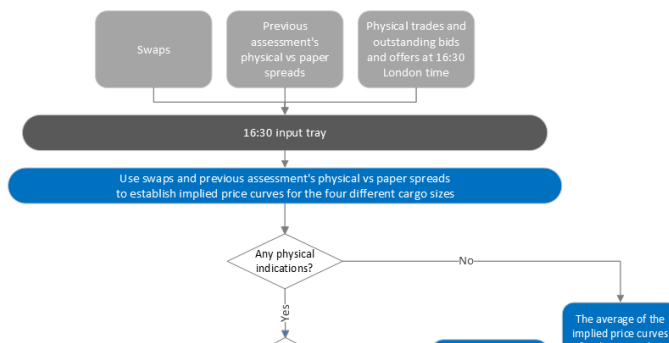 Swaps
Previous
assessment's
physical vs paper
spreads
Physical trades and
outstanding bids
and offers at 16:30
London time
16:30 input tray
Use swaps and previous assessment's physical vs paper spreads
to establish implied price curves for the four different cargo sizes
Any physical
indications?
No
Yes
The average of the
implied price curves